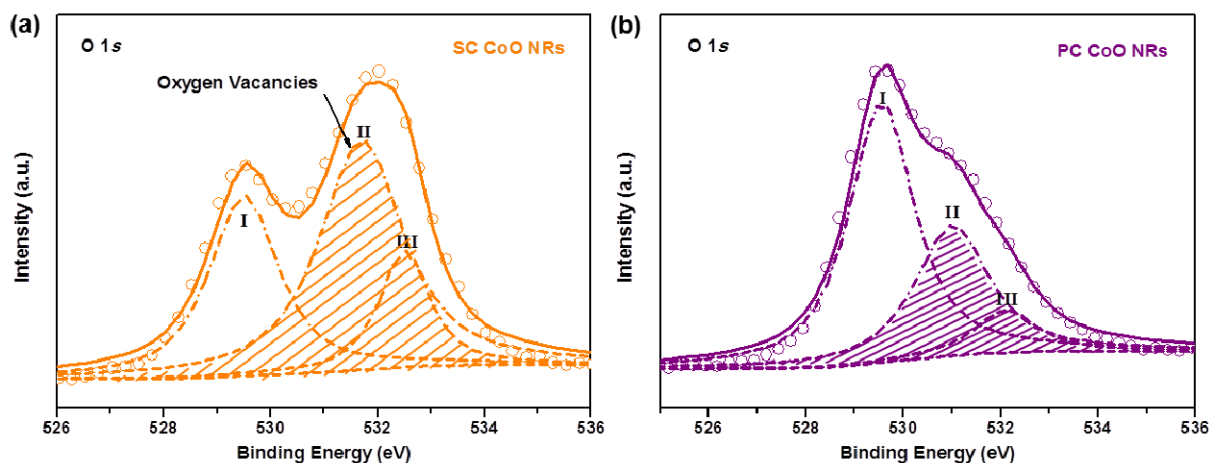 (a)
O 1s
SC CoO NRs
Oxygen Vacancies
I
II
III
Intensity (a.u.)
526 528 530 532 534 536
Binding Energy (eV)
(b)
O 1s
PC CoO NRs
I
II
III
Intensity (a.u.)
526 528 530 532 534 536
Binding Energy (eV)